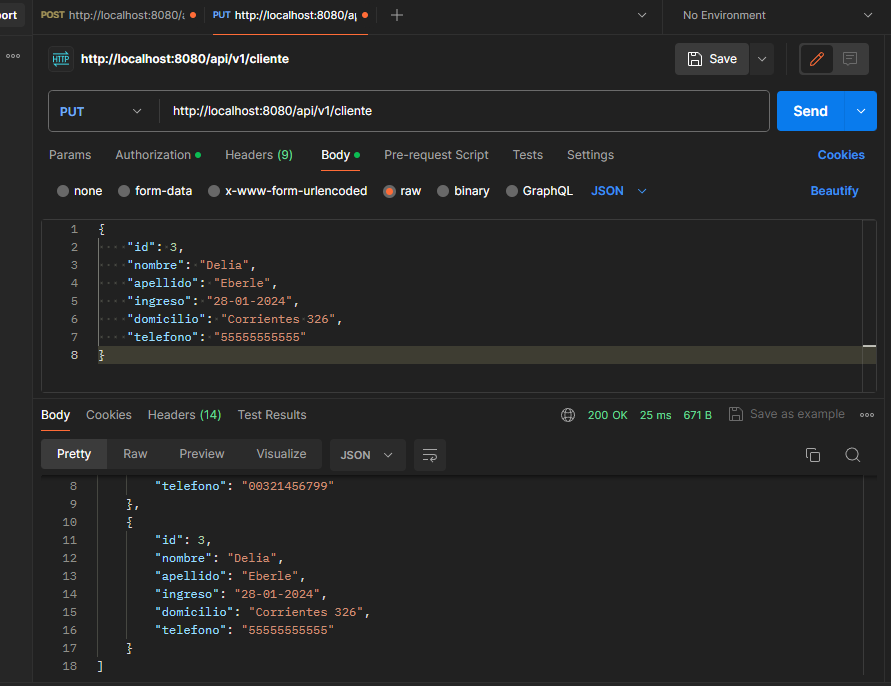 port POST http://localhost:8080/a PUT http://localhost:8080/ap No Environment
HTTP http://localhost:8080/api/v1/cliente Save
PUT http://localhost:8080/api/v1/cliente Send
Params Authorization Headers (9) Body Pre-request Script Tests Settings Cookies
none form-data x-www-form-urlencoded raw binary GraphQL JSON Beautify
1 {
2 "id": 3,
3 "nombre": "Delia",
4 "apellido": "Eberle",
5 "ingreso": "28-01-2024",
6 "domicilio": "Corrientes 326",
7 "telefono": "55555555555"
8 }
Body Cookies Headers (14) Test Results 200 OK 25 ms 671 B Save as example
Pretty Raw Preview Visualize JSON
8 "telefono": "00321456799"
9 },
10 {
11 "id": 3,
12 "nombre": "Delia",
13 "apellido": "Eberle",
14 "ingreso": "28-01-2024",
15 "domicilio": "Corrientes 326",
16 "telefono": "55555555555"
17 }
18 ]